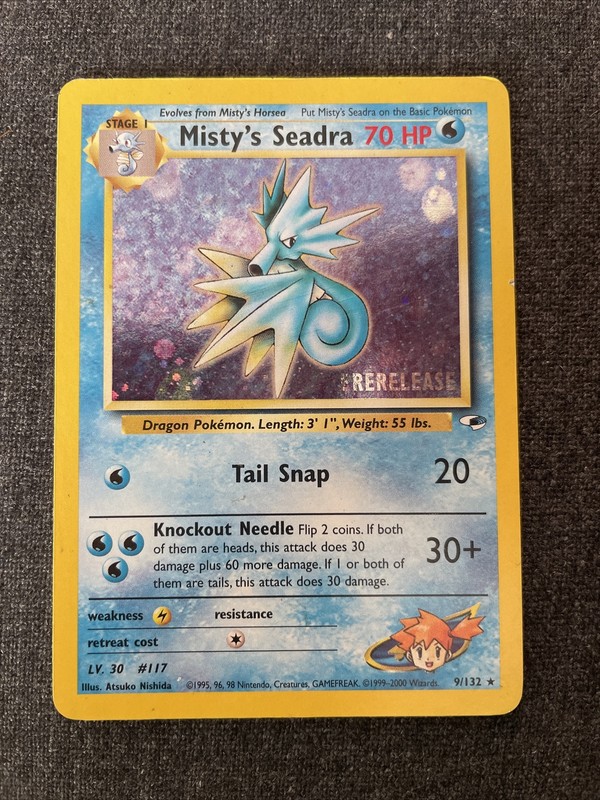 Evolves from Misty's Horsea Put Misty's Seadra on the Basic Pokémon
STAGE 1
Misty's Seadra 70 HP
PRERELEASE
Dragon Pokémon. Length: 3' 1", Weight: 55 lbs.
Tail Snap 20
Knockout Needle Flip 2 coins. If both
of them are heads, this attack does 30
damage plus 60 more damage. If 1 or both of
them are tails, this attack does 30 damage.
30+
weakness resistance
retreat cost
LV. 30 #117
Illus. Atsuko Nishida ©1995, 96, 98 Nintendo, Creatures, GAMEFREAK. ©1999–2000 Wizards. 9/132 ★